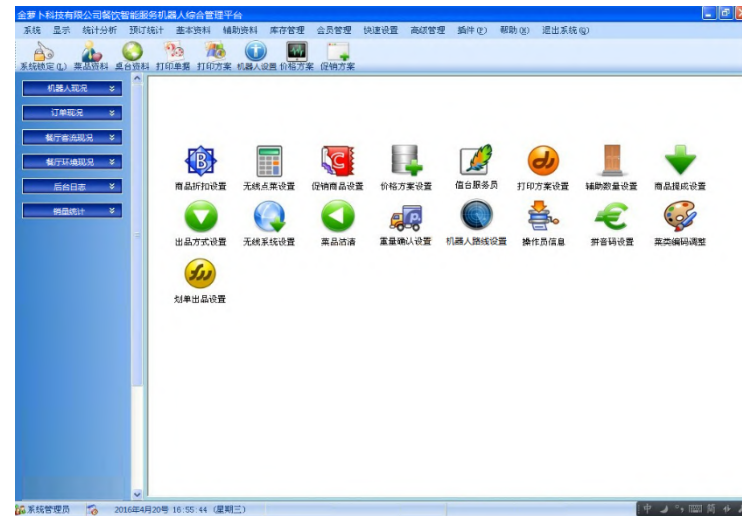 金萝卜科技有限公司餐饮智能服务机器人综合管理平台
系统 显示 统计分析 预订统计 基本资料 辅助资料 库存管理 会员管理 快速设置 高级管理 插件(P) 帮助(X) 退出系统(Q)
系统锁定(L) 菜品资料 桌台资料 打印单据 打印方案 机器人设置 价格方案 促销方案
机器人现况
订单现况
餐厅客流现况
餐厅环境现况
后台日志
销量统计
商品折扣设置 无线点菜设置 促销商品设置 价格方案设置 值台服务员 打印方案设置 辅助数量设置 商品提成设置
出品方式设置 无线系统设置 菜品沽清 重量确认设置 机器人路线设置 操作员信息 拼音码设置 菜类编码调整
划单出品设置
系统管理员 2016年4月20号 16:55:44 (星期三)
中 简